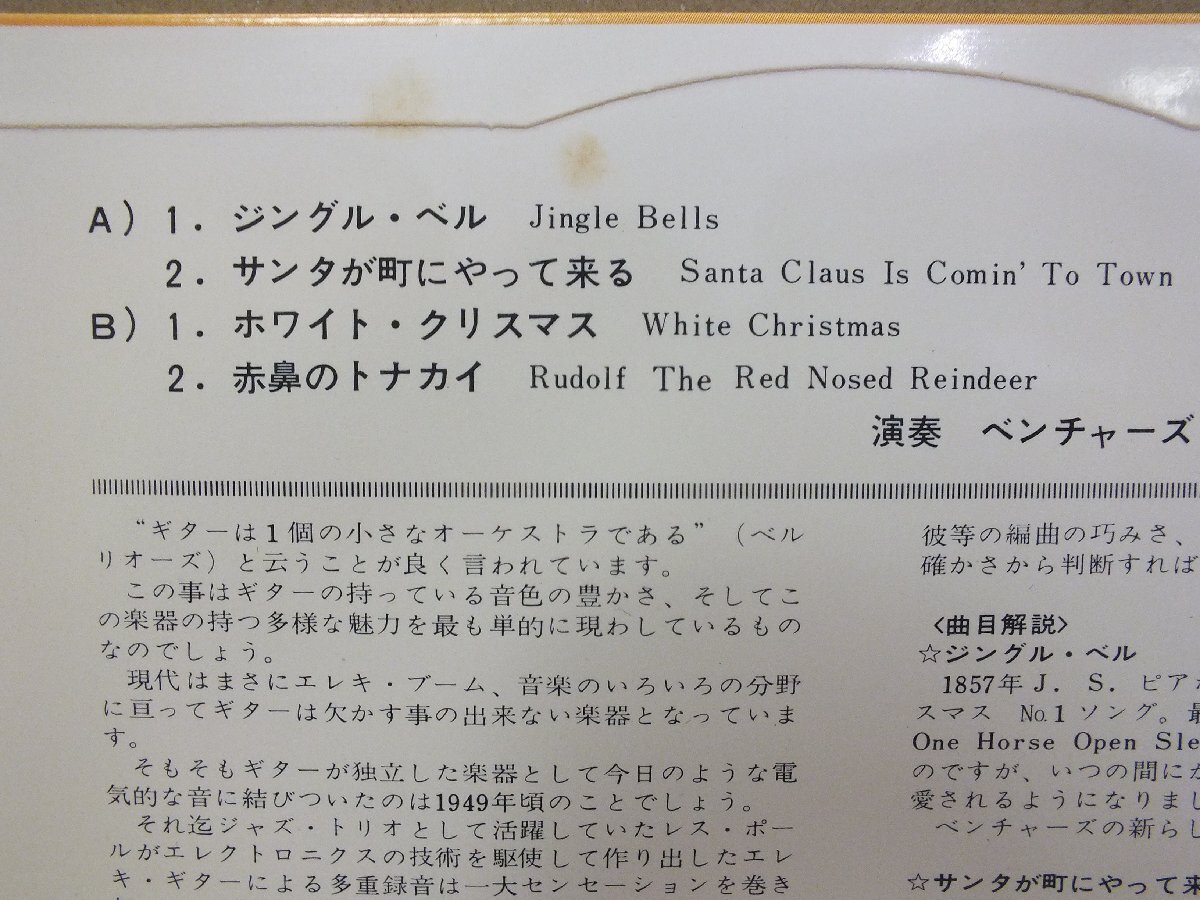 A) 1. ジングル・ベル Jingle Bells
2. サンタが町にやって来る Santa Claus Is Comin' To Town
B) 1. ホワイト・クリスマス White Christmas
2. 赤鼻のトナカイ Rudolf The Red Nosed Reindeer
演奏 ベンチャーズ
“ギターは1個の小さなオーケストラである” (ベル
リオーズ) と云うことが良く言われています。
この事はギターの持っている音色の豊かさ、そしてこ
の楽器の持つ多様な魅力を最も単的に現わしているもの
なのでしょう。
現代はまさにエレキ・ブーム、音楽のいろいろの分野
に亘ってギターは欠かす事の出来ない楽器となっていま
す。
そもそもギターが独立した楽器として今日のような電
気的な音に結びついたのは1949年頃のことでしょう。
それ迄ジャズ・トリオとして活躍していたレス・ポー
ルがエレクトロニクスの技術を駆使して作り出したエレ
キ・ギターによる多重録音は一大センセーションを巻き
彼等の編曲の巧みさ、
確かさから判断すれば
〈曲目解説〉
☆ジングル・ベル
1857年 J. S. ピアポ
スマス No.1 ソング。最
One Horse Open Sle
のですが、いつの間にか
愛されるようになりまし
ベンチャーズの新らし
☆サンタが町にやって来